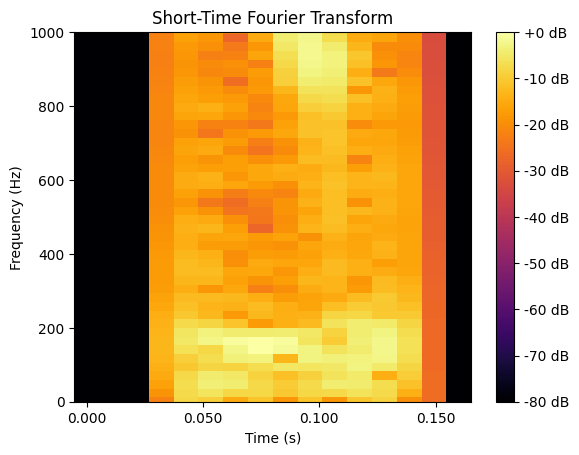 Short-Time Fourier Transform
Frequency (Hz)
1000
800
600
400
200
0
0.000
0.050
0.100
0.150
Time (s)
+0 dB
-10 dB
-20 dB
-30 dB
-40 dB
-50 dB
-60 dB
-70 dB
-80 dB